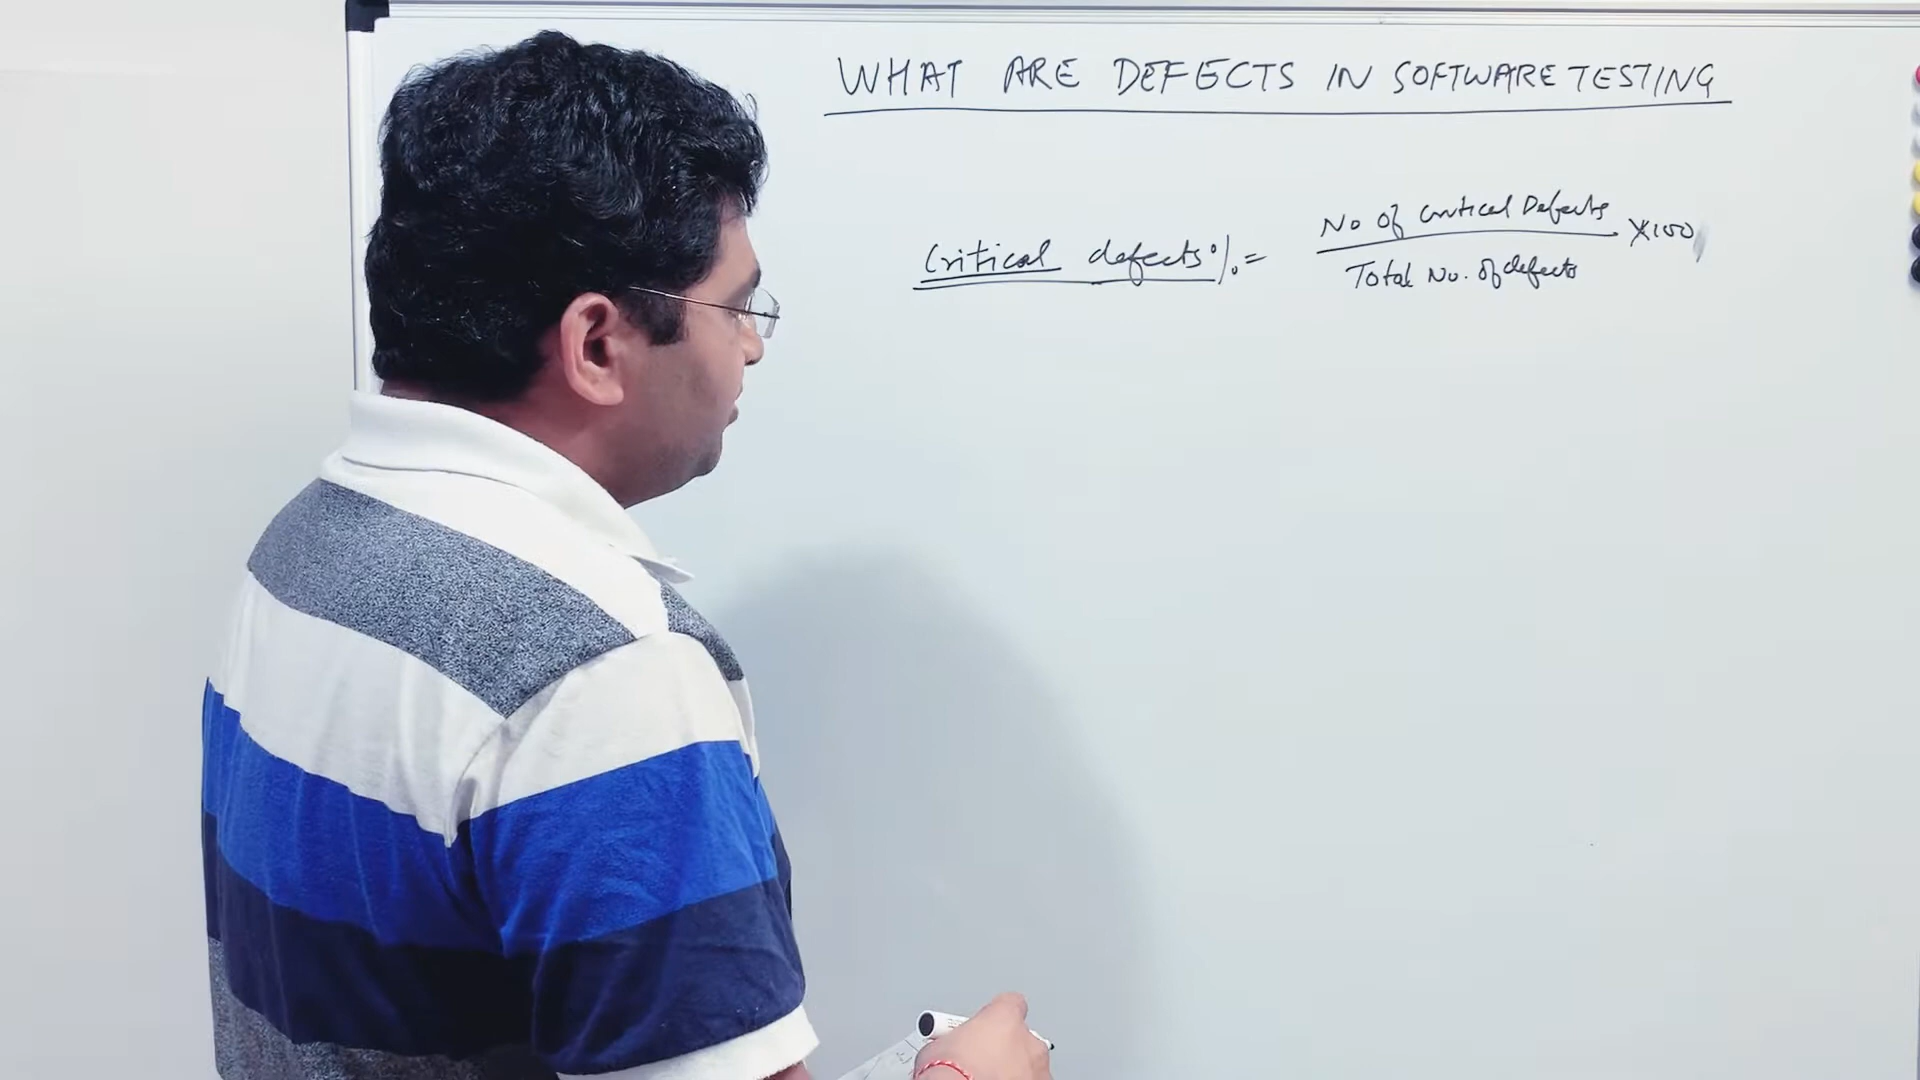 WHAT ARE DEFECTS IN SOFTWARE TESTING
No Of Critical Defects
Critical defects % = X100
Total No. Of defects